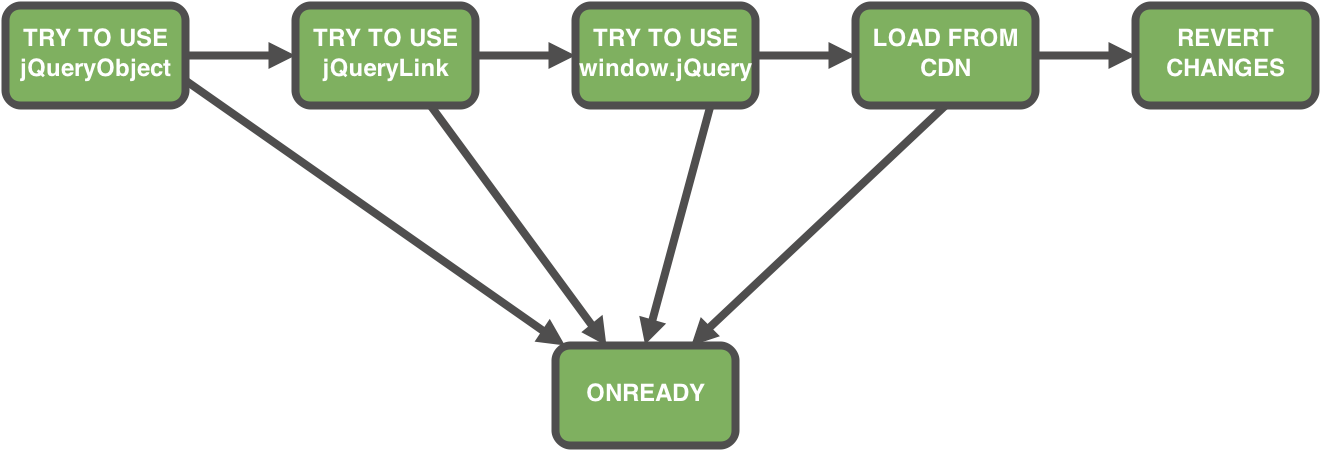 TRY TO USE
jQueryObject
TRY TO USE
jQueryLink
TRY TO USE
window.jQuery
LOAD FROM
CDN
REVERT
CHANGES
ONREADY